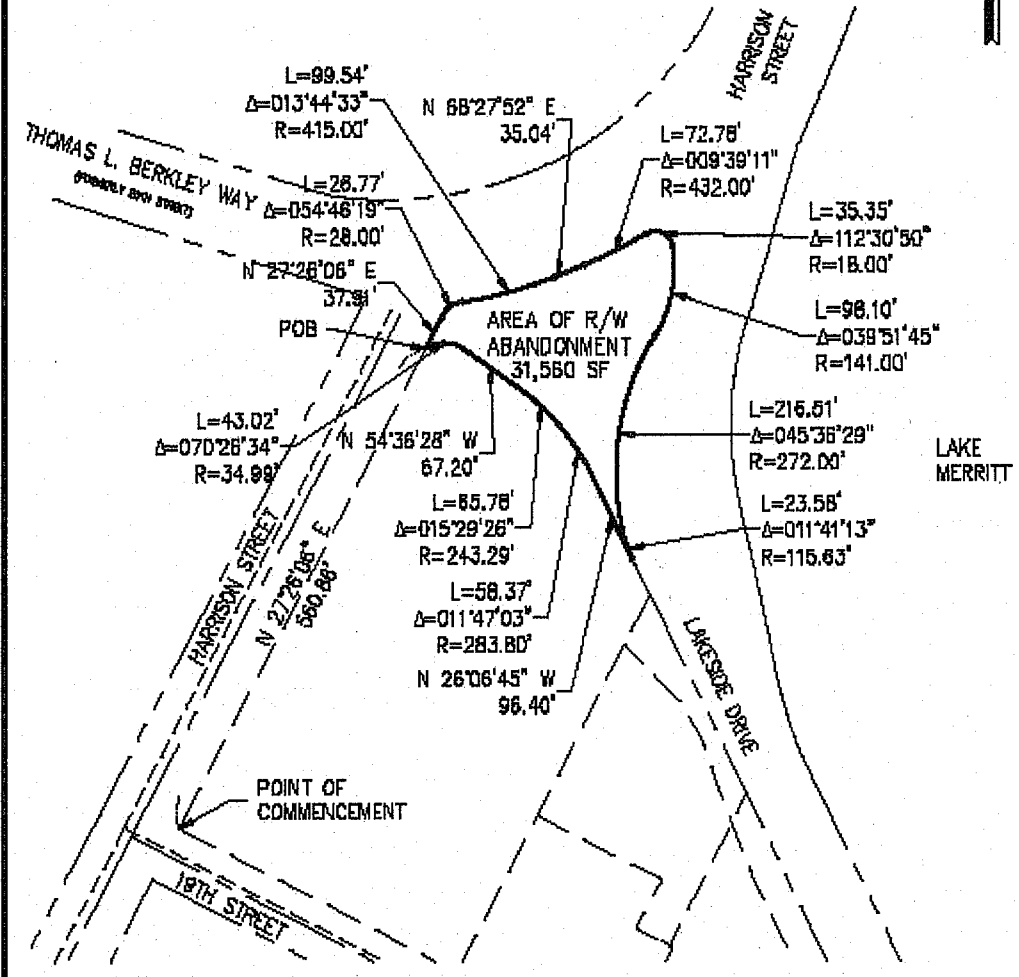 HARRISON
STREET
L=99.54'
Δ=013°44'33"
R=415.00'
N 68°27'52" E
35.04'
L=72.78'
Δ=009°39'11"
R=432.00'
THOMAS L. BERKLEY WAY
L=26.77'
Δ=054°46'19"
R=28.00'
L=35.35'
Δ=112°30'50"
R=18.00'
N 27°26'06" E
37.91'
POB
AREA OF R/W
ABANDONMENT
31,560 SF
L=98.10'
Δ=039°51'45"
R=141.00'
L=43.02'
Δ=070°26'34"
R=34.99'
N 54°36'28" W
67.20'
L=216.51'
Δ=045°36'29"
R=272.00'
LAKE
MERRITT
L=65.78'
Δ=015°29'26"
R=243.29'
L=23.58'
Δ=011°41'13"
R=115.63'
HARRISON STREET
N 27°26'06" E
560.86'
L=58.37'
Δ=011°47'03"
R=283.80'
N 26°06'45" W
96.40'
LAKESIDE DRIVE
POINT OF
COMMENCEMENT
19TH STREET